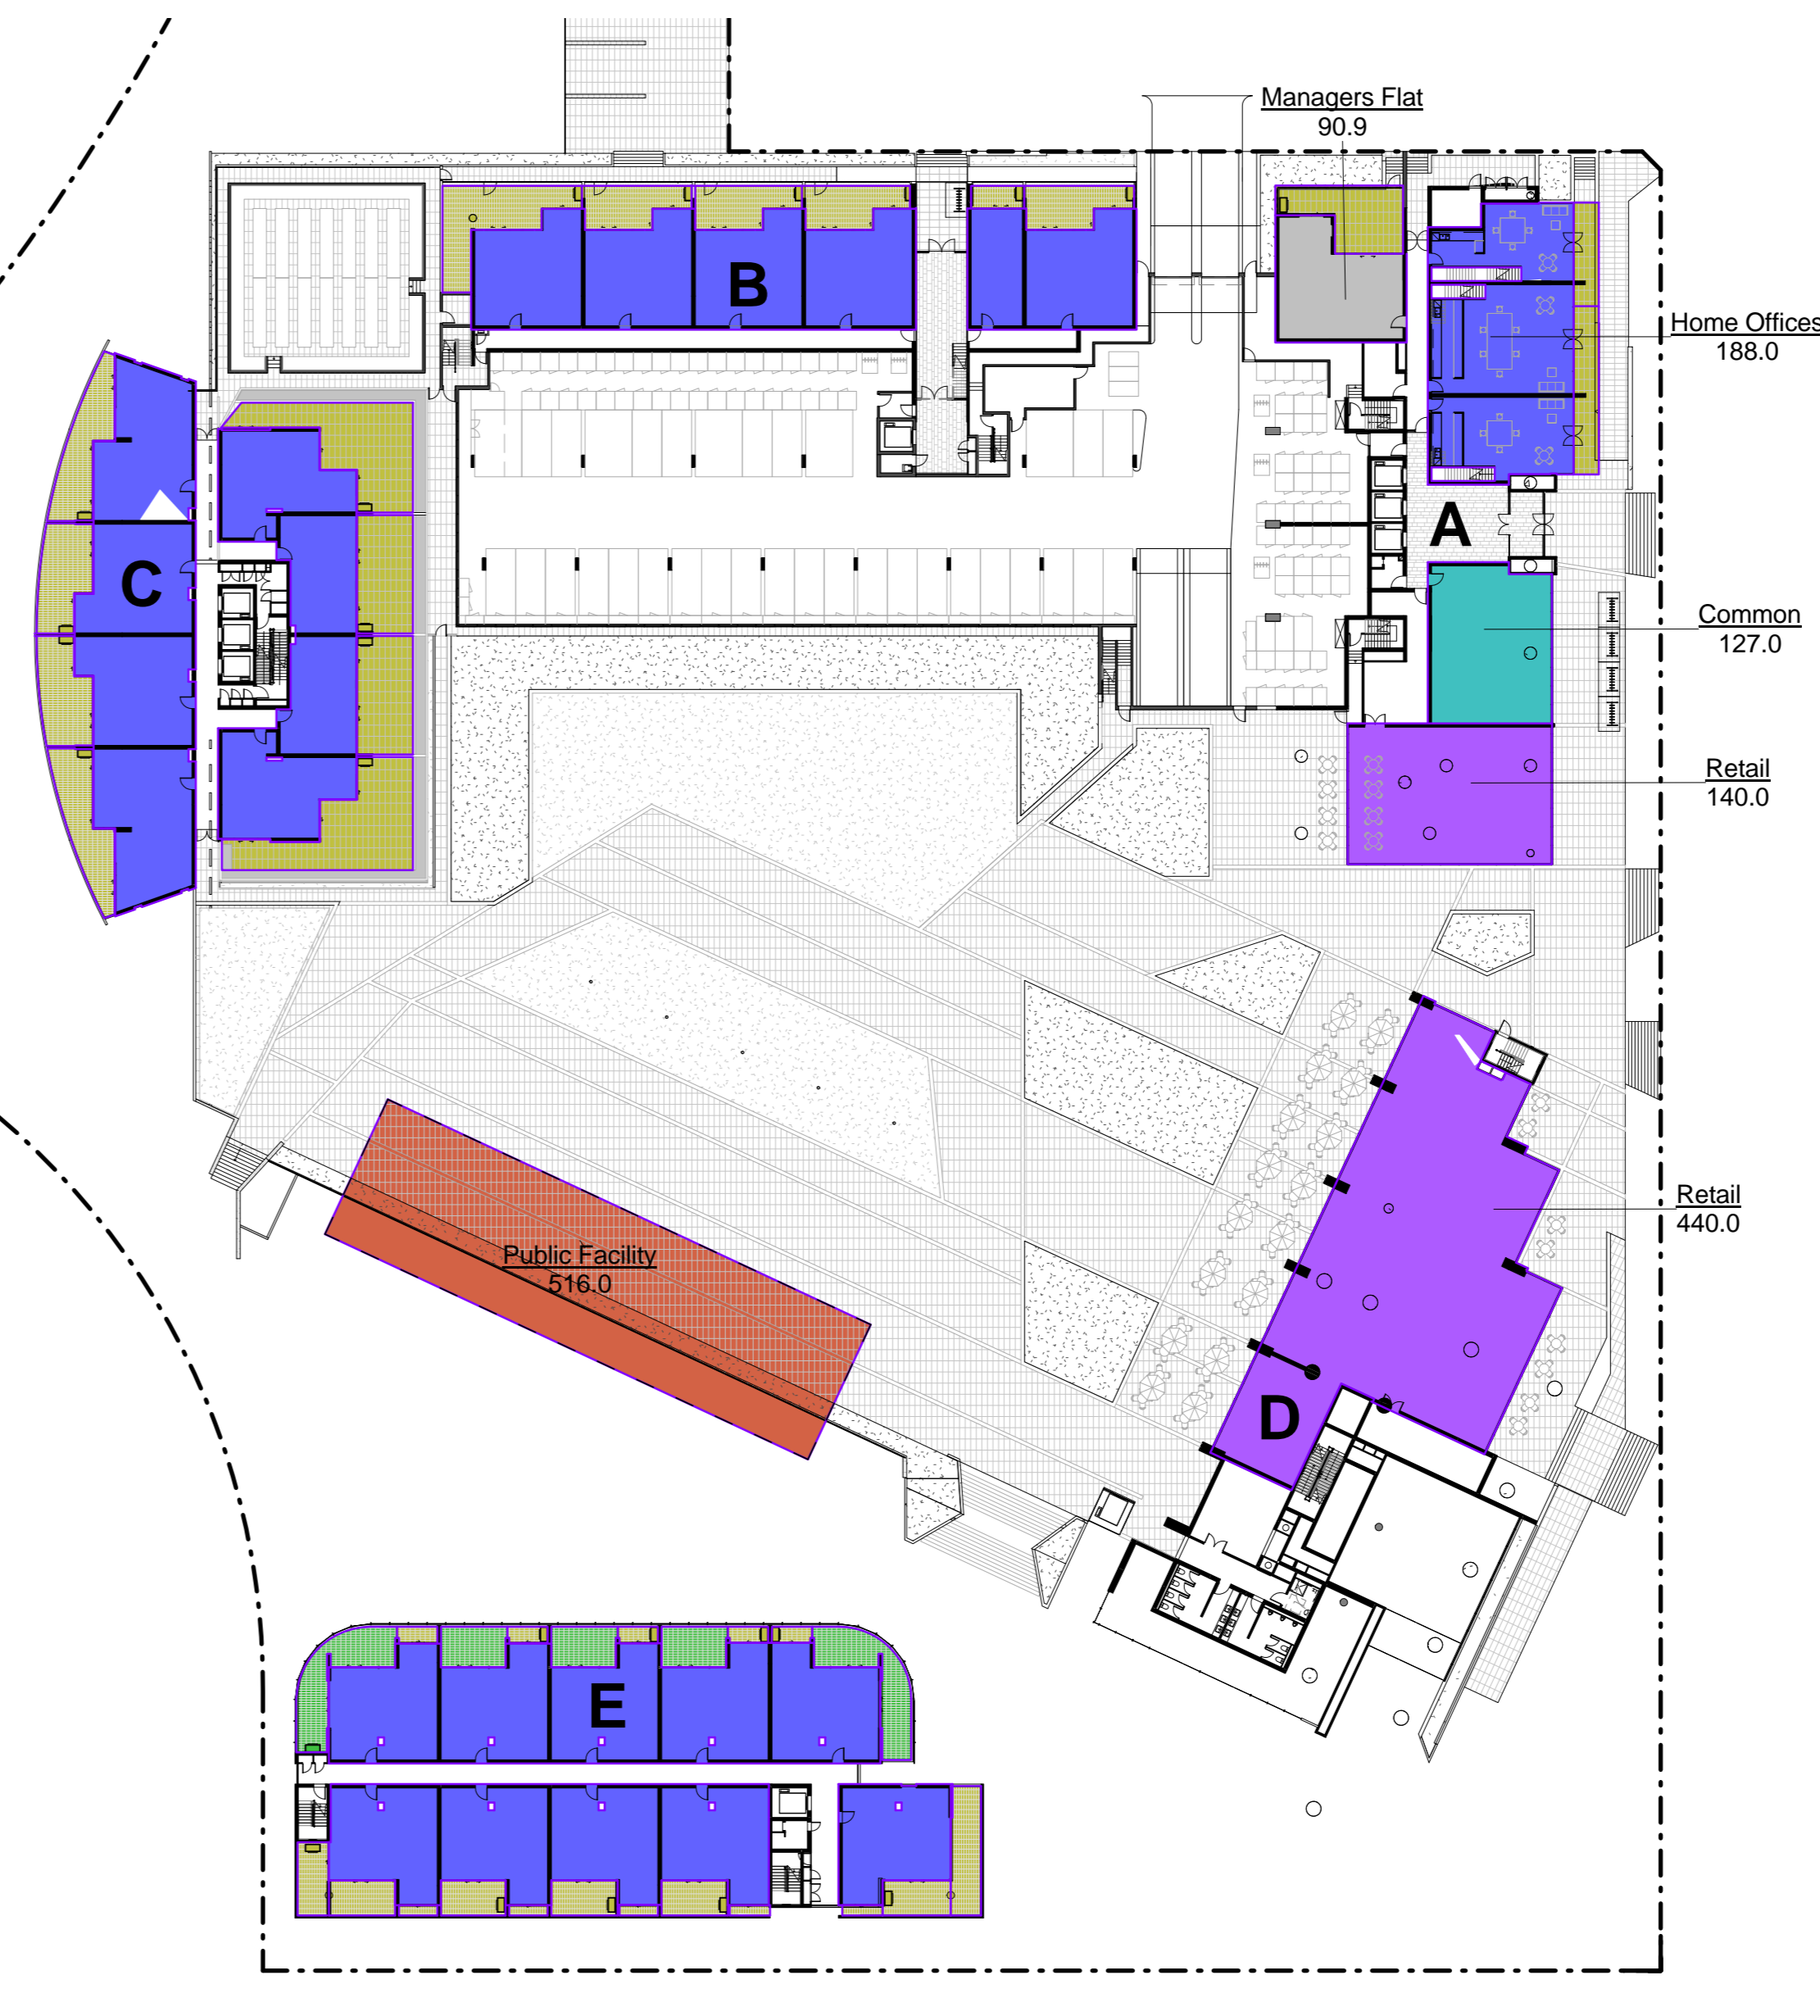 Managers Flat
90.9
B
Home Offices
188.0
A
C
Common
127.0
Retail
140.0
Retail
440.0
Public Facility
516.0
D
E